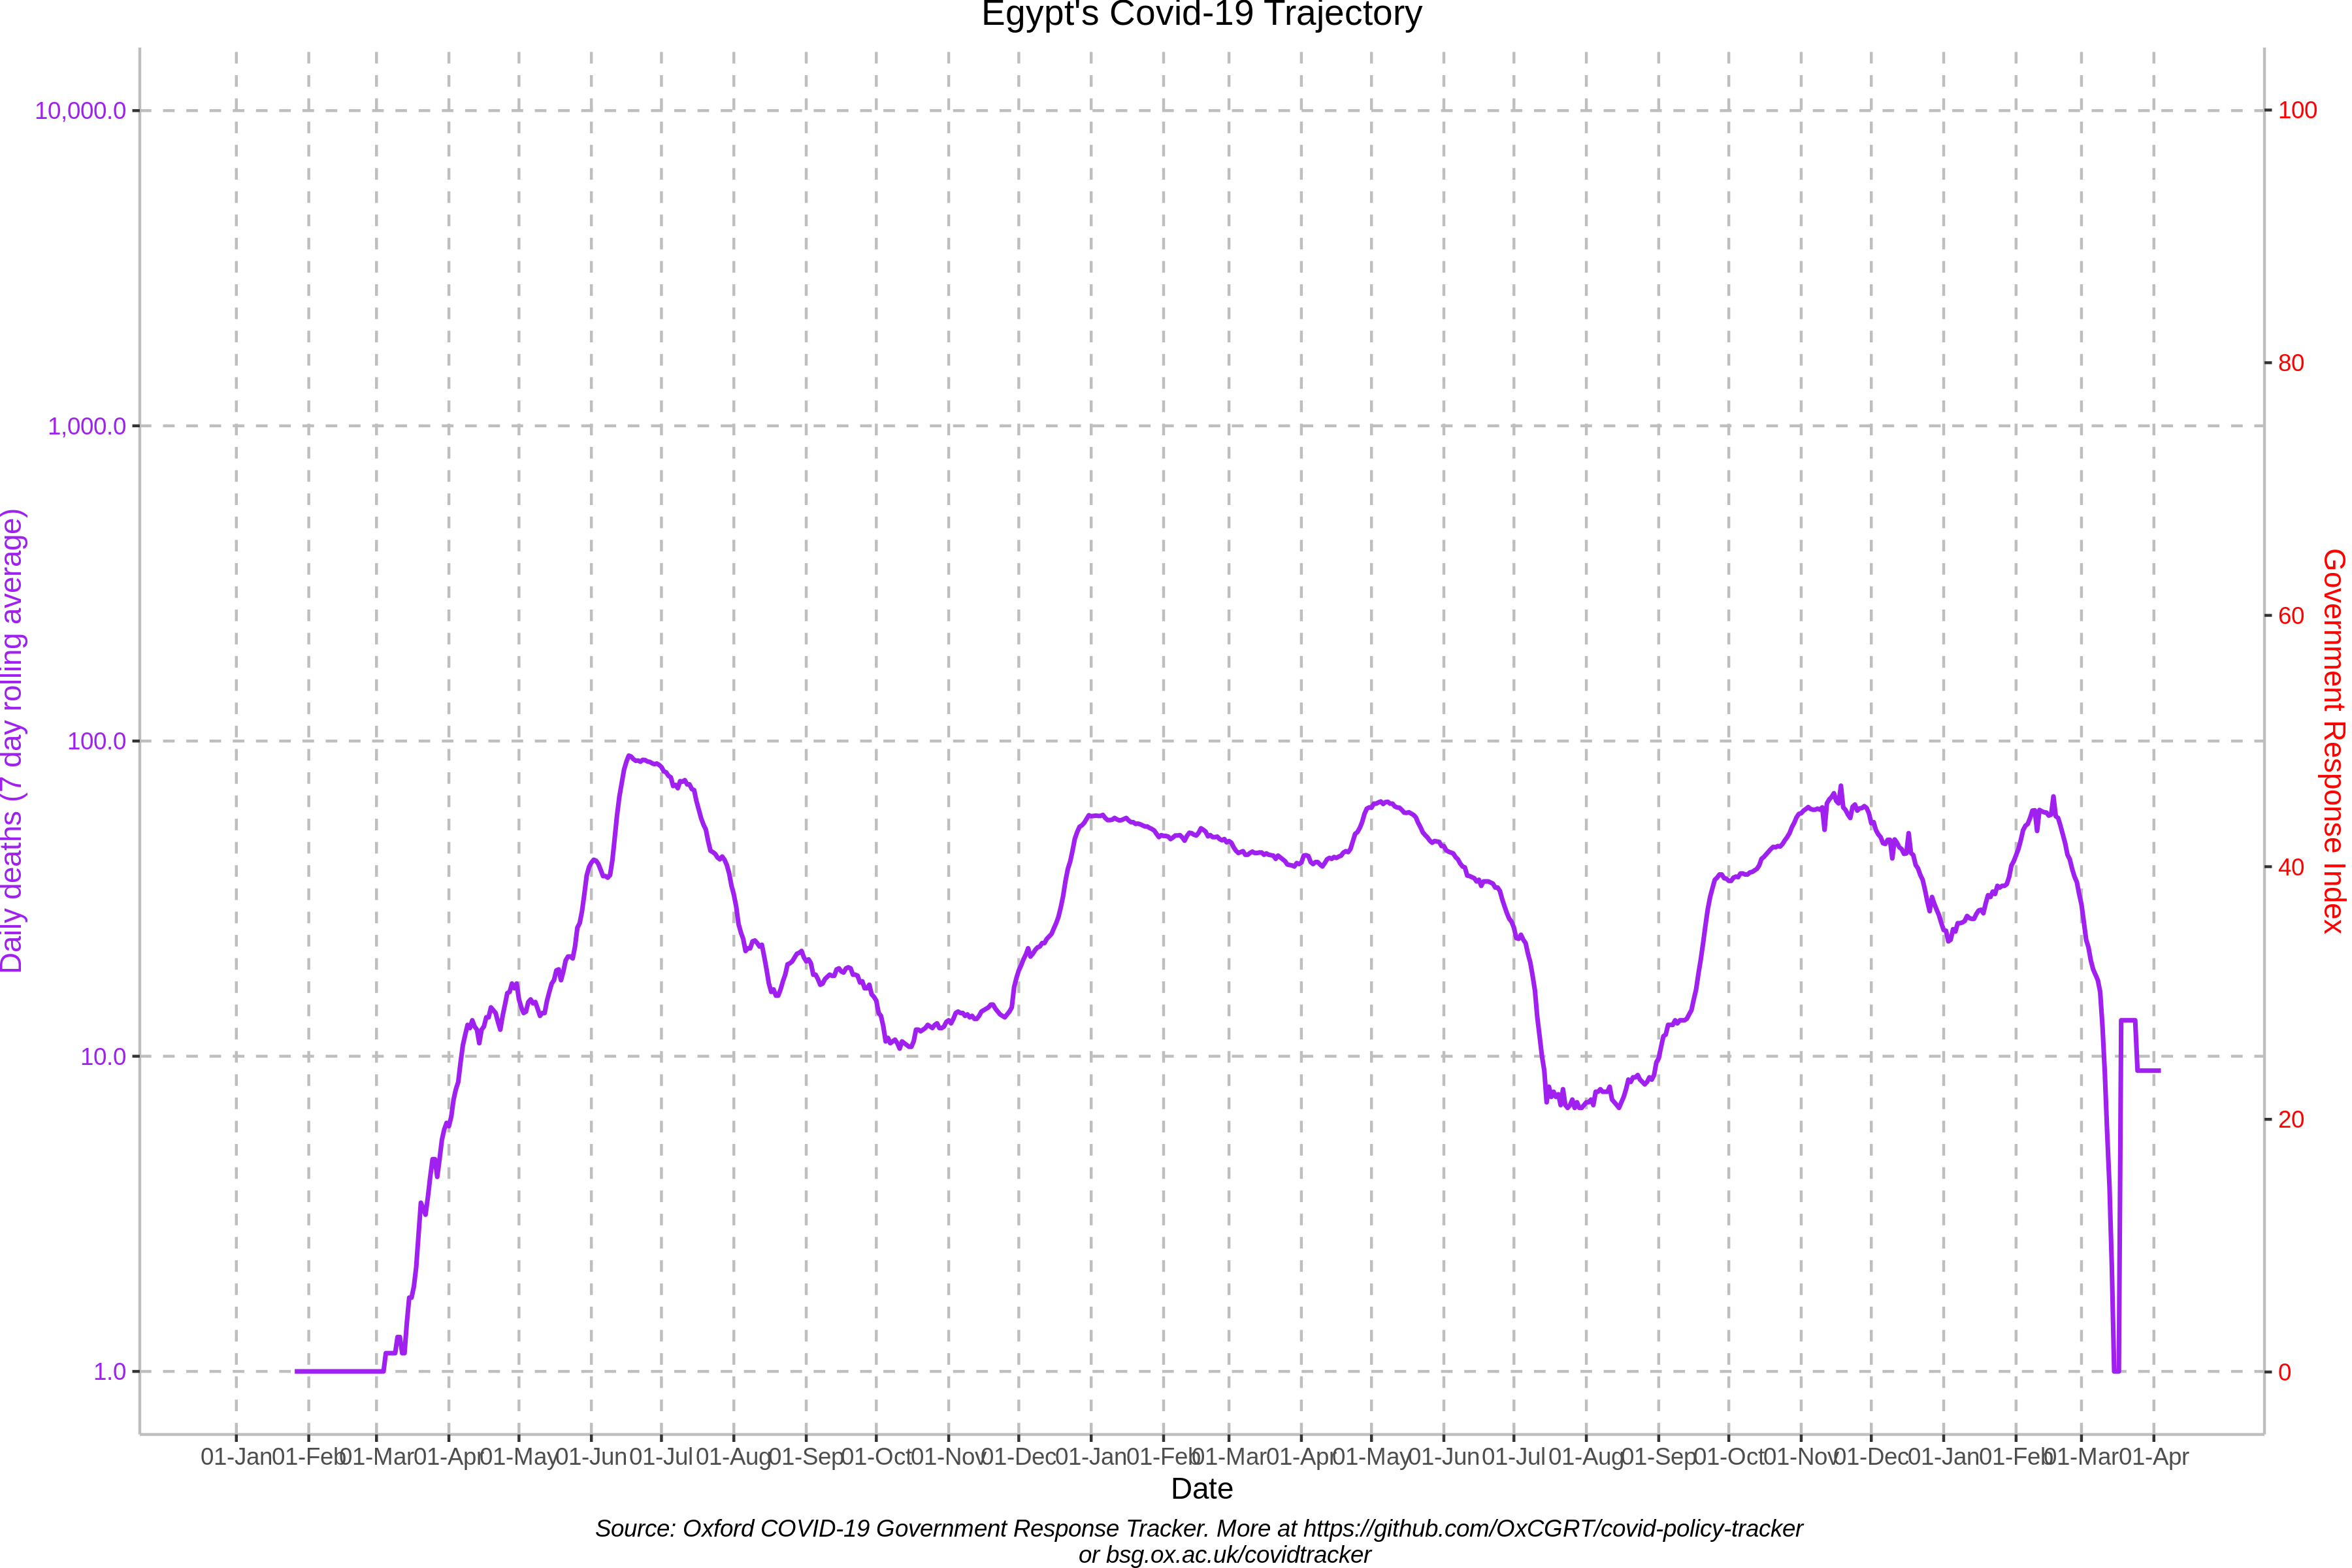 Egypt's Covid-19 Trajectory
10,000.0
1,000.0
100.0
10.0
1.0
Daily deaths (7 day rolling average)
100
80
60
40
20
0
Government Response Index
01-Jan 01-Feb 01-Mar 01-Apr 01-May 01-Jun 01-Jul 01-Aug 01-Sep 01-Oct 01-Nov 01-Dec 01-Jan 01-Feb 01-Mar 01-Apr 01-May 01-Jun 01-Jul 01-Aug 01-Sep 01-Oct 01-Nov 01-Dec 01-Jan 01-Feb 01-Mar 01-Apr
Date
Source: Oxford COVID-19 Government Response Tracker. More at https://github.com/OxCGRT/covid-policy-tracker
or bsg.ox.ac.uk/covidtracker